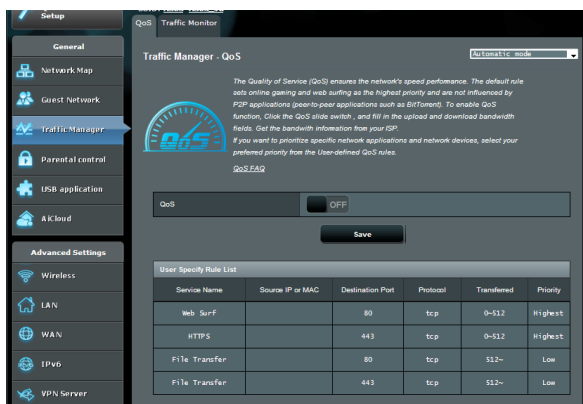 Setup
QoS Traffic Monitor
General
Network Map
Guest Network
Traffic Manager
Parental control
USB application
AiCloud
Advanced Settings
Wireless
LAN
WAN
IPv6
VPN Server
Traffic Manager - QoS
Automatic mode
The Quality of Service (QoS) ensures the network's speed perfomance. The default rule
sets online gaming and web surfing as the highest priority and are not influenced by
P2P applications (peer-to-peer applications such as BitTorrent). To enable QoS
function, Click the QoS slide switch , and fill in the upload and download bandwidth
fields. Get the bandwith information from your ISP.
If you want to prioritize specific network applications and network devices, select your
preferred priority from the User-defined QoS rules.
QoS FAQ
QoS
QoS OFF
Save
User Specify Rule List
Service Name Source IP or MAC Destination Port Protocol Transferred Priority
Web Surf 80 tcp 0~512 Highest
HTTPS 443 tcp 0~512 Highest
File Transfer 80 tcp 512~ Low
File Transfer 443 tcp 512~ Low